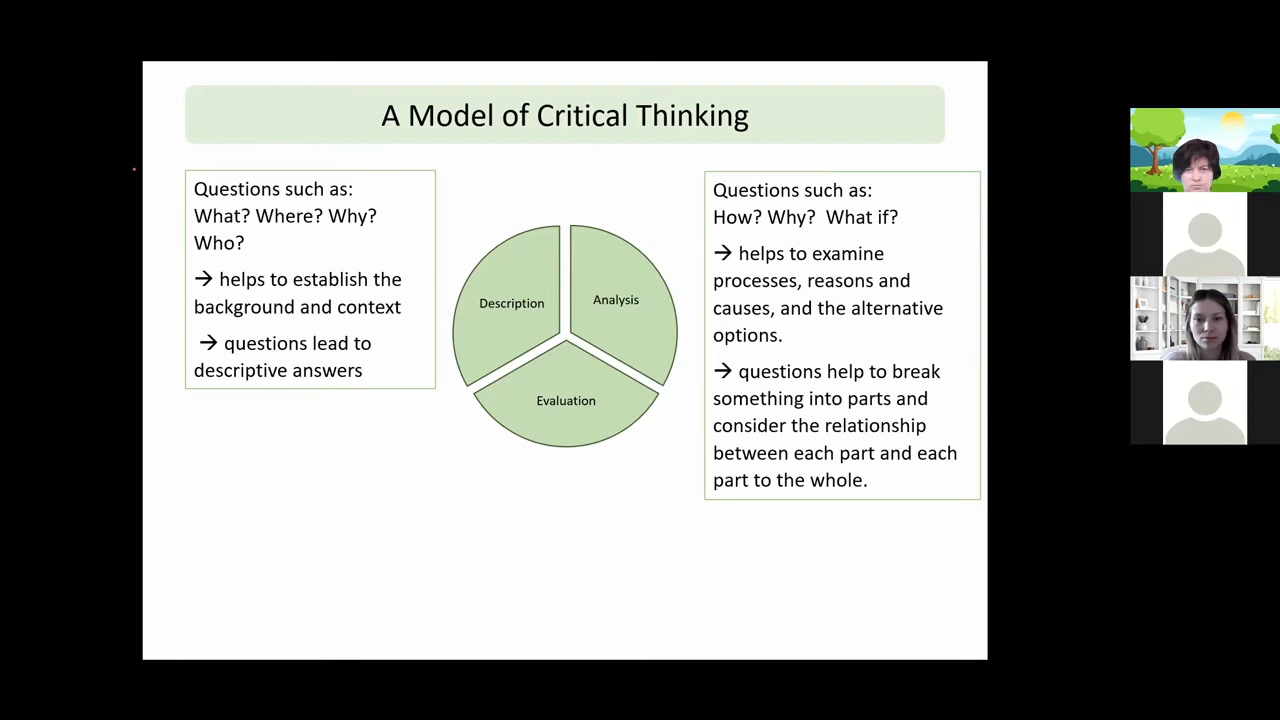 A Model of Critical Thinking
Questions such as:
What? Where? Why?
Who?
→ helps to establish the
background and context
→ questions lead to
descriptive answers
Description
Analysis
Evaluation
Questions such as:
How? Why?  What if?
→ helps to examine
processes, reasons and
causes, and the alternative
options.
→ questions help to break
something into parts and
consider the relationship
between each part and each
part to the whole.